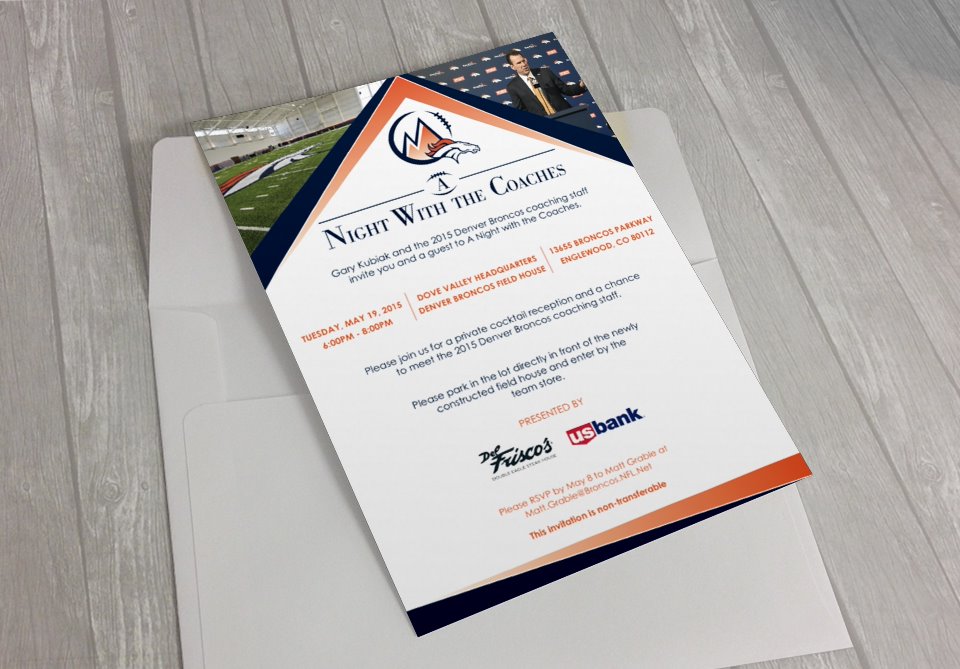 A
NIGHT WITH THE COACHES
Gary Kubiak and the 2015 Denver Broncos coaching staff
invite you and a guest to A Night with the Coaches.
TUESDAY, MAY 19, 2015
6:00PM - 8:00PM
DOVE VALLEY HEADQUARTERS
DENVER BRONCOS FIELD HOUSE
13655 BRONCOS PARKWAY
ENGLEWOOD, CO 80112
Please join us for a private cocktail reception and a chance
to meet the 2015 Denver Broncos coaching staff.
Please park in the lot directly in front of the newly
constructed field house and enter by the
team store.
PRESENTED BY
Del Frisco's
DOUBLE EAGLE STEAK HOUSE
usbank
Please RSVP by May 8 to Matt Grable at
Matt.Grable@Broncos.NFL.Net
This invitation is non-transferable